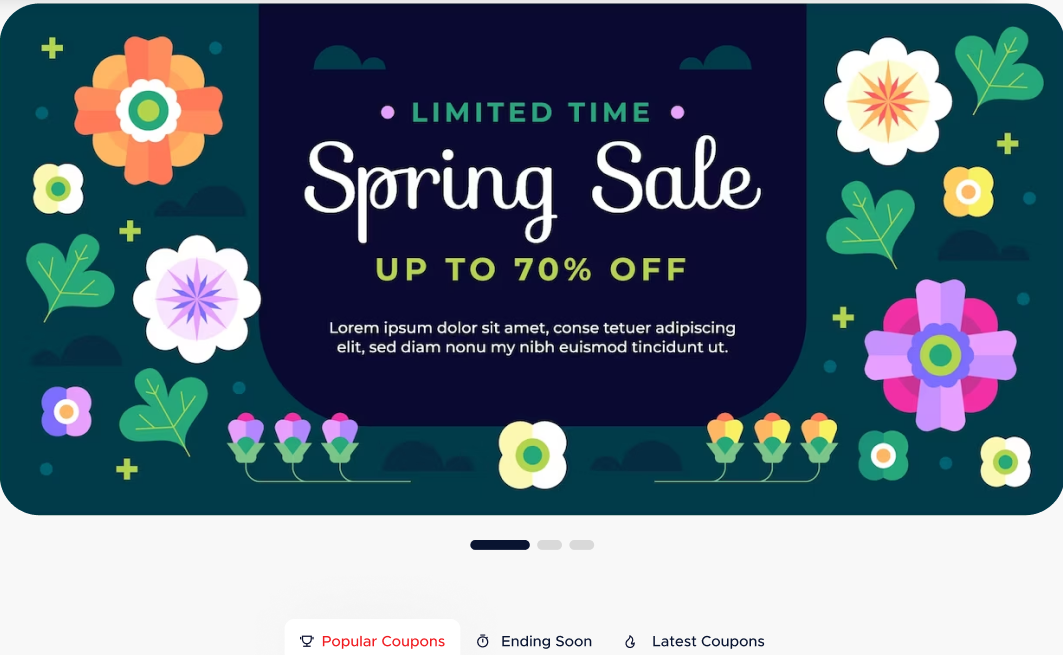 LIMITED TIME
Spring Sale
UP TO 70% OFF
Lorem ipsum dolor sit amet, conse tetuer adipiscing
elit, sed diam nonu my nibh euismod tincidunt ut.
Popular Coupons Ending Soon Latest Coupons